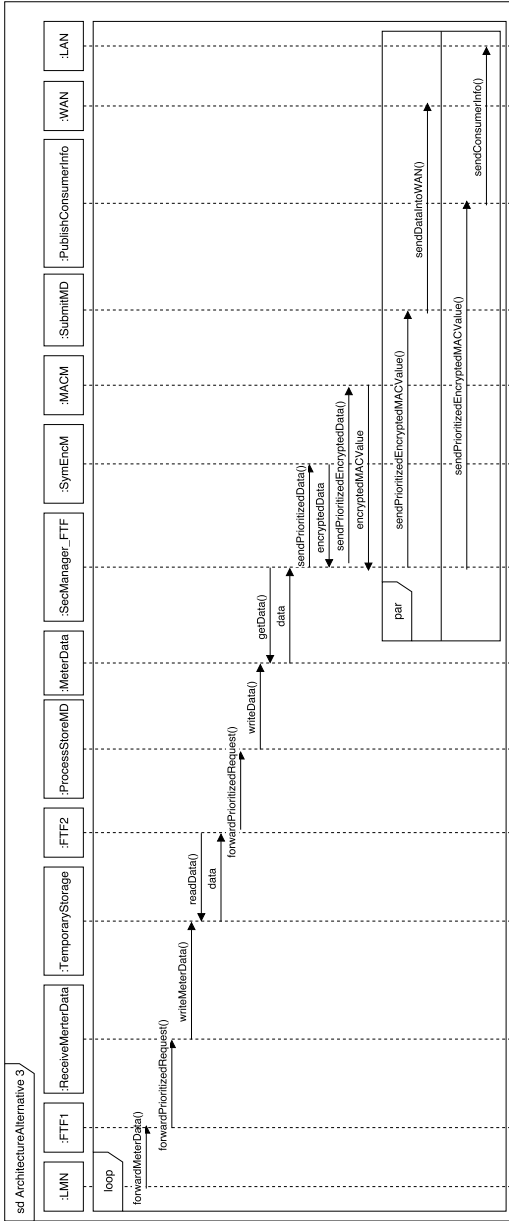 sd ArchitectureAlternative 3
:LMN
:FTF1
:ReceiveMerterData
:TemporaryStorage
:FTF2
:ProcessStoreMD
:MeterData
:SecManager_FTF
:SymEncM
:MACM
:SubmitMD
:PublishConsumerInfo
:WAN
:LAN
loop
forwardMeterData()
forwardPrioritizedRequest()
writeMeterData()
readData()
data
forwardPrioritizedRequest()
writeData()
getData()
data
sendPrioritizedData()
encryptedData
sendPrioritizedEncryptedData()
encryptedMACValue
par
sendPrioritizedEncryptedMACValue()
sendDataIntoWAN()
sendPrioritizedEncryptedMACValue()
sendConsumerInfo()